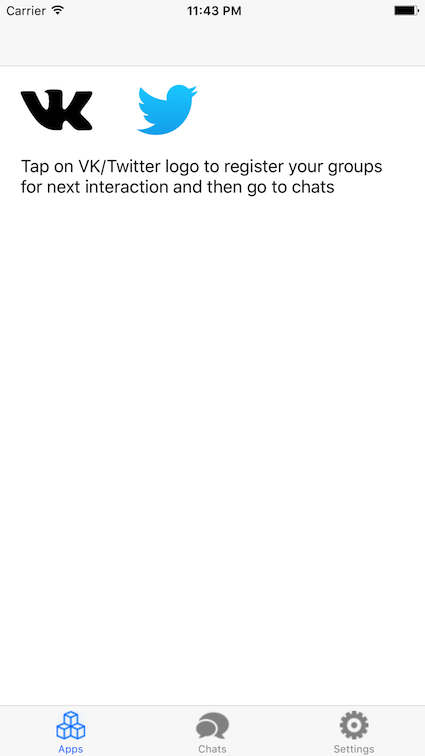 Carrier 11:43 PM
VK
Tap on VK/Twitter logo to register your groups
for next interaction and then go to chats
Apps Chats Settings